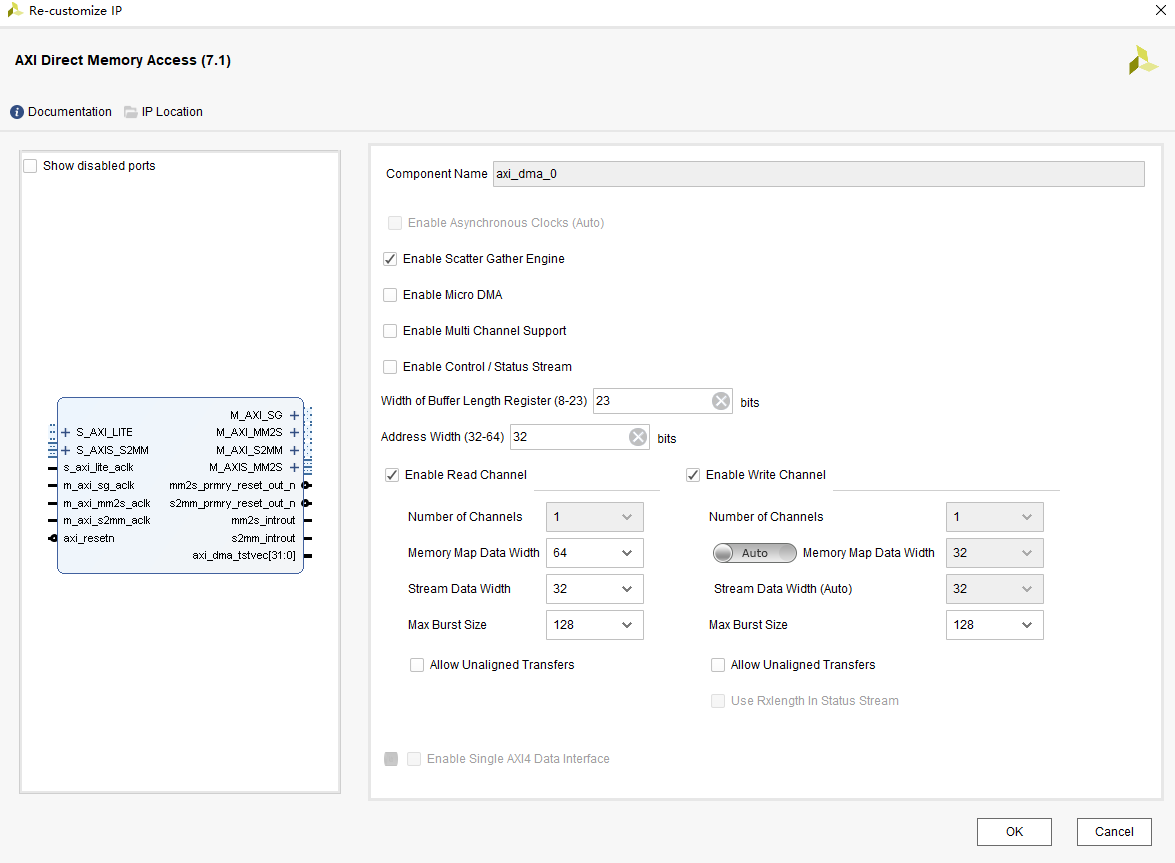 Re-customize IP
AXI Direct Memory Access (7.1)
Documentation IP Location
Show disabled ports
S_AXI_LITE
S_AXIS_S2MM
s_axi_lite_aclk
m_axi_sg_aclk
m_axi_mm2s_aclk
m_axi_s2mm_aclk
axi_resetn
M_AXI_SG
M_AXI_MM2S
M_AXI_S2MM
M_AXIS_MM2S
mm2s_prmry_reset_out_n
s2mm_prmry_reset_out_n
mm2s_introut
s2mm_introut
axi_dma_tstvec[31:0]
Component Name axi_dma_0
Enable Asynchronous Clocks (Auto)
Enable Scatter Gather Engine
Enable Micro DMA
Enable Multi Channel Support
Enable Control / Status Stream
Width of Buffer Length Register (8-23) 23 bits
Address Width (32-64) 32 bits
Enable Read Channel
Number of Channels 1
Memory Map Data Width 64
Stream Data Width 32
Max Burst Size 128
Allow Unaligned Transfers
Enable Write Channel
Number of Channels 1
Auto Memory Map Data Width 32
Stream Data Width (Auto) 32
Max Burst Size 128
Allow Unaligned Transfers
Use Rxlength In Status Stream
Enable Single AXI4 Data Interface
OK Cancel